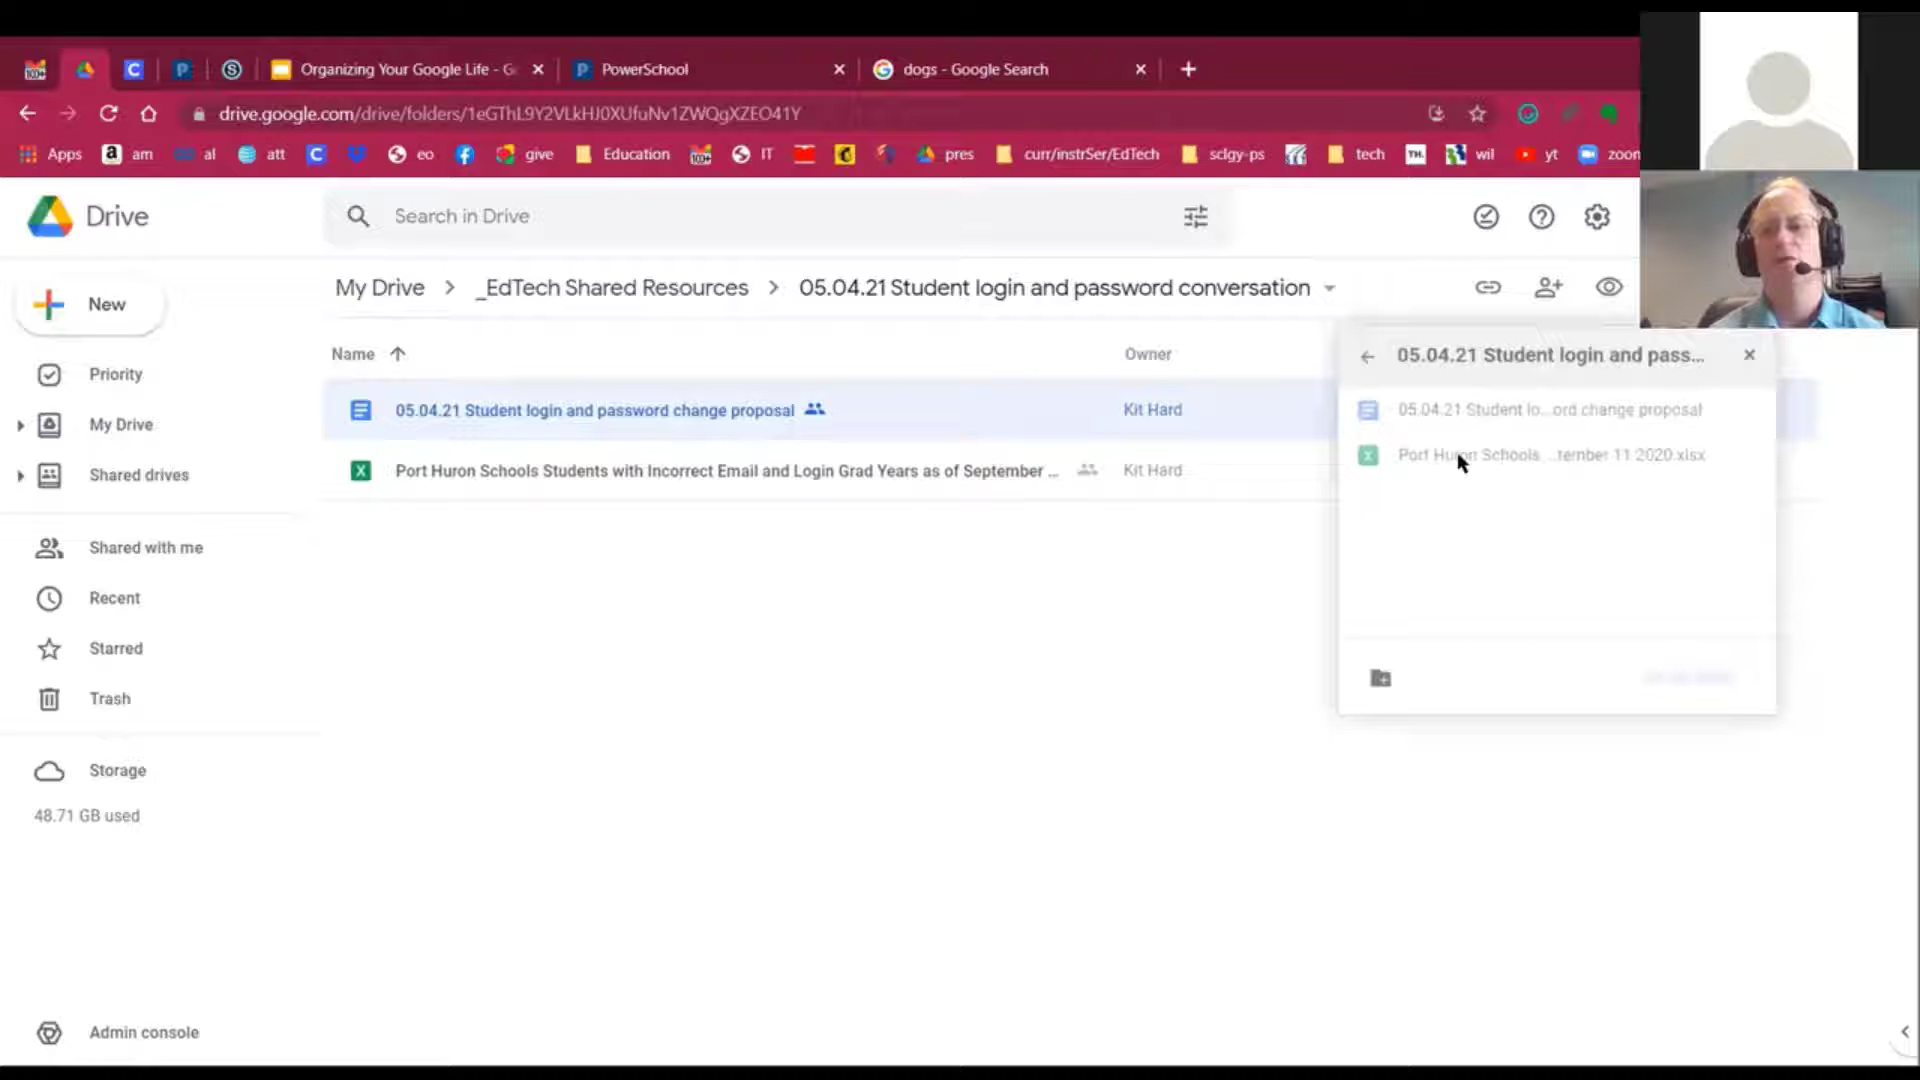 Organizing Your Google Life - G
PowerSchool
dogs - Google Search
drive.google.com/drive/folders/1eGThL9Y2VLkHJ0XUfuNv1ZWQgXZEO41Y
Apps am al att eo give Education IT pres curr/instrSer/EdTech sclgy-ps tech TH. wil yt zoom
Drive
Search in Drive
My Drive > _EdTech Shared Resources > 05.04.21 Student login and password conversation
New
Name
Owner
05.04.21 Student login and password change proposal
Kit Hard
Port Huron Schools Students with Incorrect Email and Login Grad Years as of September ...
Kit Hard
05.04.21 Student login and pass...
05.04.21 Student lo...ord change proposal
Port Huron Schools ...tember 11 2020.xlsx
Priority
My Drive
Shared drives
Shared with me
Recent
Starred
Trash
Storage
48.71 GB used
Admin console